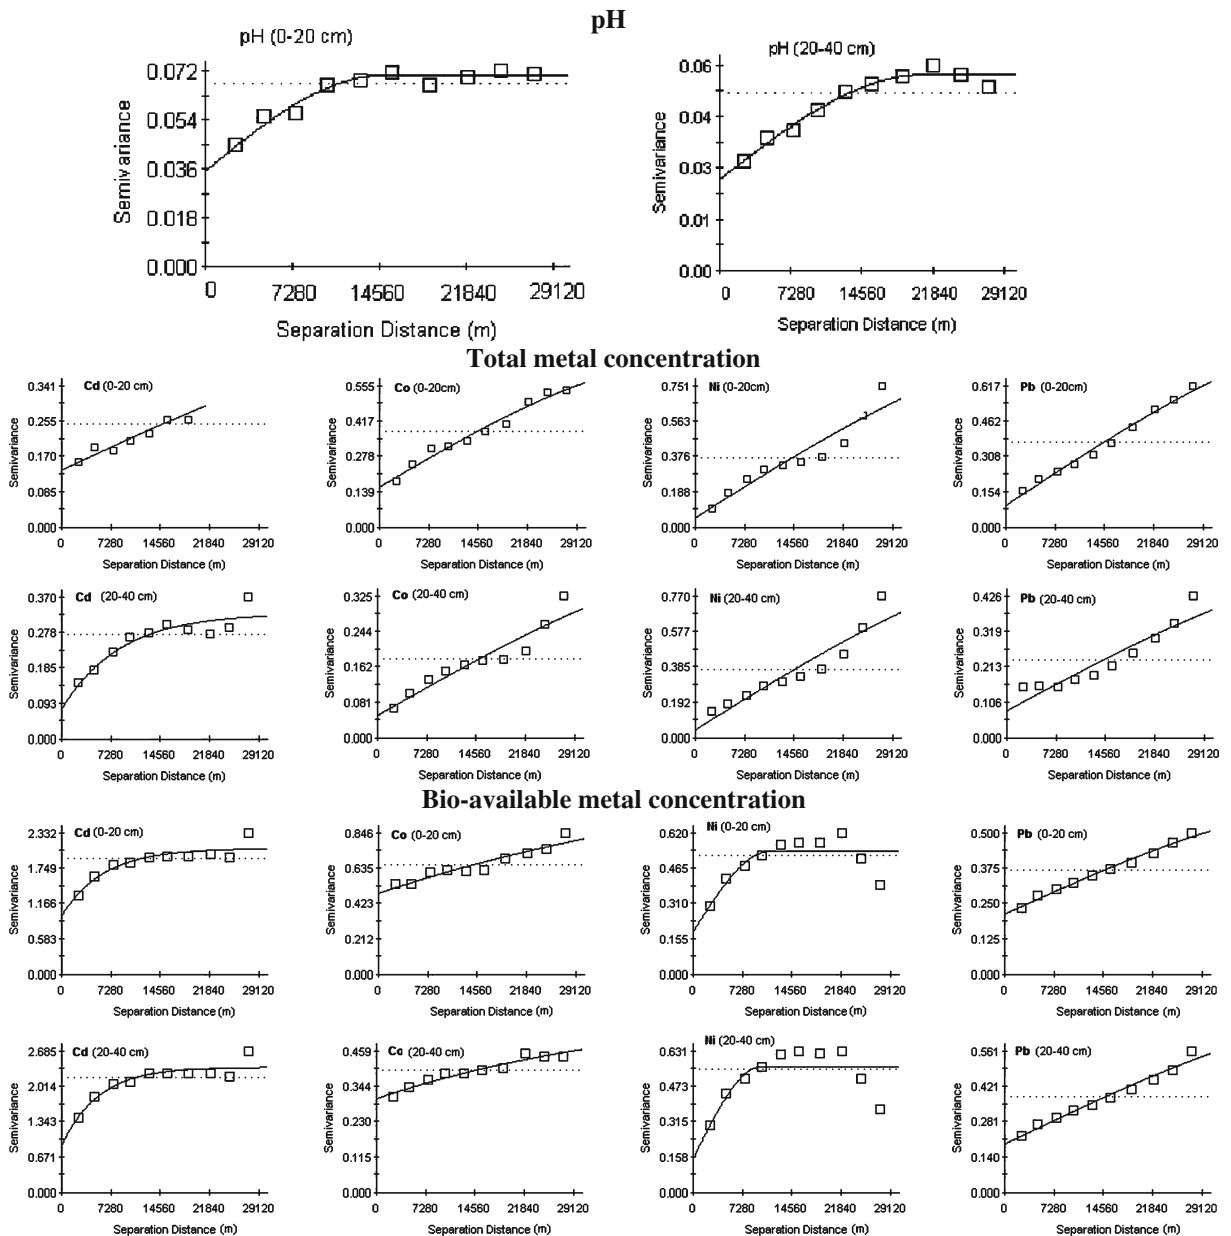 pH
pH (0-20 cm)
Semivariance
0.072
0.054
0.036
0.018
0.000
0 7280 14560 21840 29120
Separation Distance (m)
pH (20-40 cm)
Semivariance
0.06
0.04
0.03
0.01
0.00
0 7280 14560 21840 29120
Separation Distance (m)
Total metal concentration
Cd (0-20 cm)
Semivariance
0.341
0.255
0.170
0.085
0.000
0 7280 14560 21840 29120
Separation Distance (m)
Co (0-20cm)
Semivariance
0.555
0.417
0.278
0.139
0.000
0 7280 14560 21840 29120
Separation Distance (m)
Ni (0-20cm)
Semivariance
0.751
0.563
0.376
0.188
0.000
0 7280 14560 21840 29120
Separation Distance (m)
Pb (0-20cm)
Semivariance
0.617
0.462
0.308
0.154
0.000
0 7280 14560 21840 29120
Separation Distance (m)
Cd (20-40 cm)
Semivariance
0.370
0.278
0.185
0.093
0.000
0 7280 14560 21840 29120
Separation Distance (m)
Co (20-40 cm)
Semivariance
0.325
0.244
0.162
0.081
0.000
0 7280 14560 21840 29120
Separation Distance (m)
Ni (20-40 cm)
Semivariance
0.770
0.577
0.385
0.192
0.000
0 7280 14560 21840 29120
Separation Distance (m)
Pb (20-40 cm)
Semivariance
0.426
0.319
0.213
0.106
0.000
0 7280 14560 21840 29120
Separation Distance (m)
Bio-available metal concentration
Cd (0-20 cm)
Semivariance
2.332
1.749
1.166
0.583
0.000
0 7280 14560 21840 29120
Separation Distance (m)
Co (0-20 cm)
Semivariance
0.846
0.635
0.423
0.212
0.000
0 7280 14560 21840 29120
Separation Distance (m)
Ni (0-20 cm)
Semivariance
0.620
0.465
0.310
0.155
0.000
0 7280 14560 21840 29120
Separation Distance (m)
Pb (0-20 cm)
Semivariance
0.500
0.375
0.250
0.125
0.000
0 7280 14560 21840 29120
Separation Distance (m)
Cd (20-40 cm)
Semivariance
2.685
2.014
1.343
0.671
0.000
0 7280 14560 21840 29120
Separation Distance (m)
Co (20-40 cm)
Semivariance
0.459
0.344
0.230
0.115
0.000
0 7280 14560 21840 29120
Separation Distance (m)
Ni (20-40 cm)
Semivariance
0.631
0.473
0.315
0.158
0.000
0 7280 14560 21840 29120
Separation Distance (m)
Pb (20-40 cm)
Semivariance
0.561
0.421
0.281
0.140
0.000
0 7280 14560 21840 29120
Separation Distance (m)